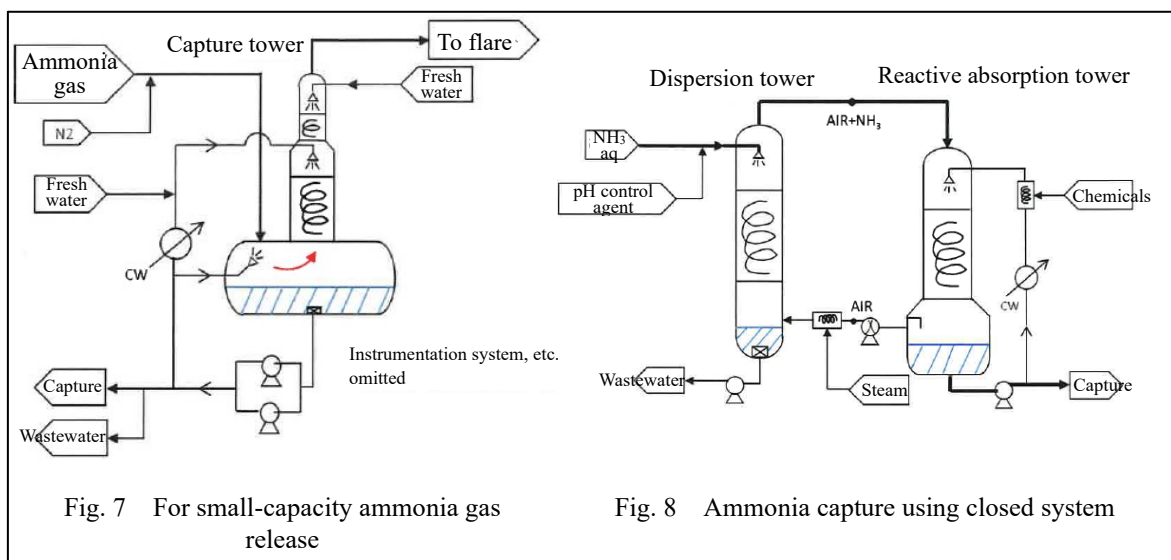 Capture tower
To flare
Ammonia
gas
Fresh
water
N2
Fresh
water
CW
Instrumentation system, etc.
omitted
Capture
Wastewater
Fig. 7 For small-capacity ammonia gas
release
Dispersion tower
Reactive absorption tower
AIR+NH₃
NH₃
aq
pH control
agent
Chemicals
CW
AIR
Wastewater
Steam
Capture
Fig. 8 Ammonia capture using closed system